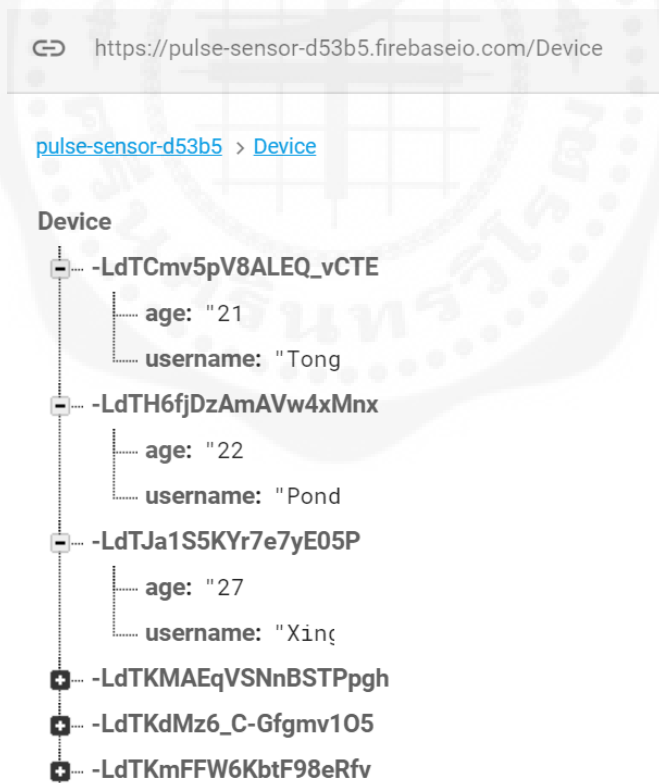 https://pulse-sensor-d53b5.firebaseio.com/Device
pulse-sensor-d53b5 > Device
Device
-LdTCmv5pV8ALEQ_vCTE
age: "21
username: "Tong
-LdTH6fjDzAmAVw4xMnx
age: "22
username: "Pond
-LdTJa1S5KYr7e7yE05P
age: "27
username: "Xing
-LdTKMAEqVSNnBSTPpgh
-LdTKdMz6_C-Gfgmv1O5
-LdTKmFFW6KbtF98eRfv